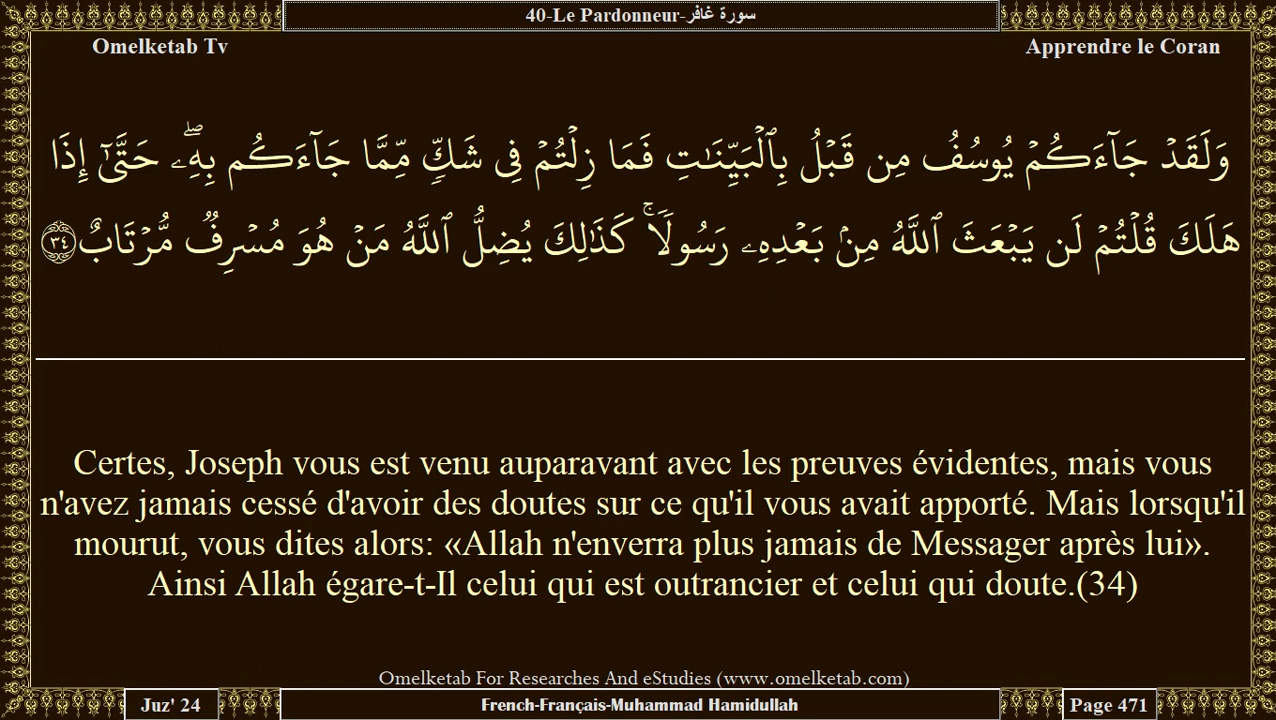 40-Le Pardonneur-سورة غافر
Omelketab Tv
Apprendre le Coran
وَلَقَدْ جَآءَكُمْ يُوسُفُ مِن قَبْلُ بِٱلْبَيِّنَـٰتِ فَمَا زِلْتُمْ فِى شَكٍّ مِّمَّا جَآءَكُم بِهِۦ ۖ حَتَّىٰٓ إِذَا
هَلَكَ قُلْتُمْ لَن يَبْعَثَ ٱللَّهُ مِنۢ بَعْدِهِۦ رَسُولًا ۚ كَذَٰلِكَ يُضِلُّ ٱللَّهُ مَنْ هُوَ مُسْرِفٌ مُّرْتَابٌ ٣٤
Certes, Joseph vous est venu auparavant avec les preuves évidentes, mais vous
n'avez jamais cessé d'avoir des doutes sur ce qu'il vous avait apporté. Mais lorsqu'il
mourut, vous dites alors: «Allah n'enverra plus jamais de Messager après lui».
Ainsi Allah égare-t-Il celui qui est outrancier et celui qui doute.(34)
Omelketab For Researches And eStudies (www.omelketab.com)
Juz' 24
French-Français-Muhammad Hamidullah
Page 471